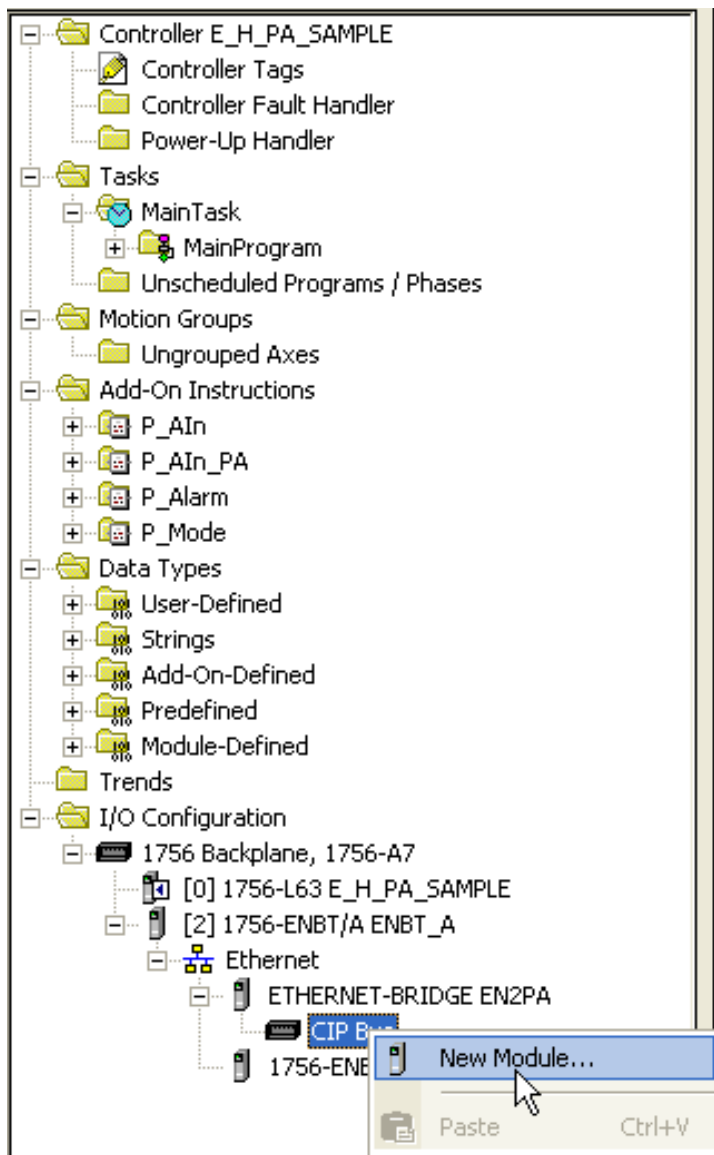 Controller E_H_PA_SAMPLE
Controller Tags
Controller Fault Handler
Power-Up Handler
Tasks
MainTask
MainProgram
Unscheduled Programs / Phases
Motion Groups
Ungrouped Axes
Add-On Instructions
P_AIn
P_AIn_PA
P_Alarm
P_Mode
Data Types
User-Defined
Strings
Add-On-Defined
Predefined
Module-Defined
Trends
I/O Configuration
1756 Backplane, 1756-A7
[0] 1756-L63 E_H_PA_SAMPLE
[2] 1756-ENBT/A ENBT_A
Ethernet
ETHERNET-BRIDGE EN2PA
CIP
New Module...
1756-ENB
Paste Ctrl+V